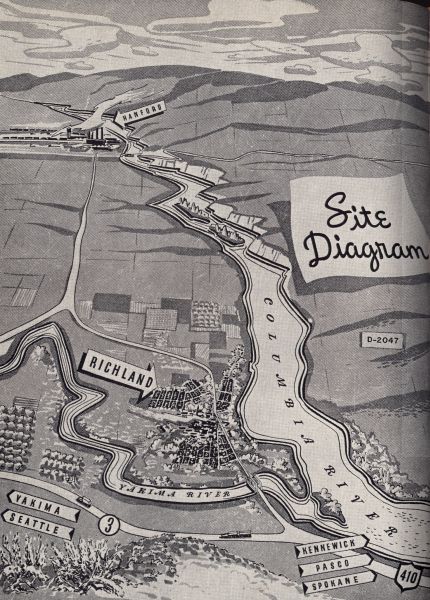 HANFORD
Site
Diagram
D-2047
COLUMBIA RIVER
RICHLAND
YAKIMA RIVER
YAKIMA
SEATTLE
3
KENNEWICK
PASCO
SPOKANE
410